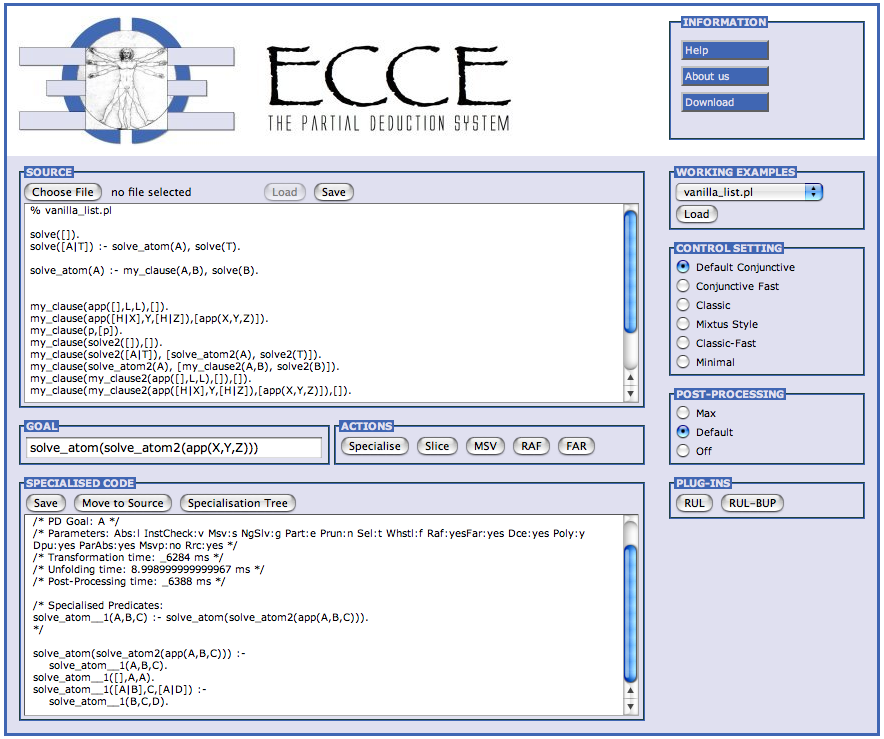 ECCE
THE PARTIAL DEDUCTION SYSTEM
INFORMATION
Help
About us
Download
SOURCE
Choose File no file selected Load Save
% vanilla_list.pl
solve([]).
solve([A|T]) :- solve_atom(A), solve(T).
solve_atom(A) :- my_clause(A,B), solve(B).
my_clause(app([],L,L),[]).
my_clause(app([H|X],Y,[H|Z]),[app(X,Y,Z)]).
my_clause(p,[p]).
my_clause(solve2([]),[]).
my_clause(solve2([A|T]), [solve_atom2(A), solve2(T)]).
my_clause(solve_atom2(A), [my_clause2(A,B), solve2(B)]).
my_clause(my_clause2(app([],L,L),[]),[]).
my_clause(my_clause2(app([H|X],Y,[H|Z]),[app(X,Y,Z)]),[]).
WORKING EXAMPLES
vanilla_list.pl
Load
CONTROL SETTING
Default Conjunctive
Conjunctive Fast
Classic
Mixtus Style
Classic-Fast
Minimal
POST-PROCESSING
Max
Default
Off
GOAL
solve_atom(solve_atom2(app(X,Y,Z)))
ACTIONS
Specialise Slice MSV RAF FAR
SPECIALISED CODE
Save Move to Source Specialisation Tree
/* PD Goal: A */
/* Parameters: Abs:l InstCheck:v Msv:s NgSlv:g Part:e Prun:n Sel:t Whstl:f Raf:yesFar:yes Dce:yes Poly:y
Dpu:yes ParAbs:yes Msvp:no Rrc:yes */
/* Transformation time: _6284 ms */
/* Unfolding time: 8.998999999999967 ms */
/* Post-Processing time: _6388 ms */
/* Specialised Predicates:
solve_atom__1(A,B,C) :- solve_atom(solve_atom2(app(A,B,C))).
*/
solve_atom(solve_atom2(app(A,B,C))) :-
solve_atom__1(A,B,C).
solve_atom__1([],A,A).
solve_atom__1([A|B],C,[A|D]) :-
solve_atom__1(B,C,D).
PLUG-INS
RUL RUL-BUP